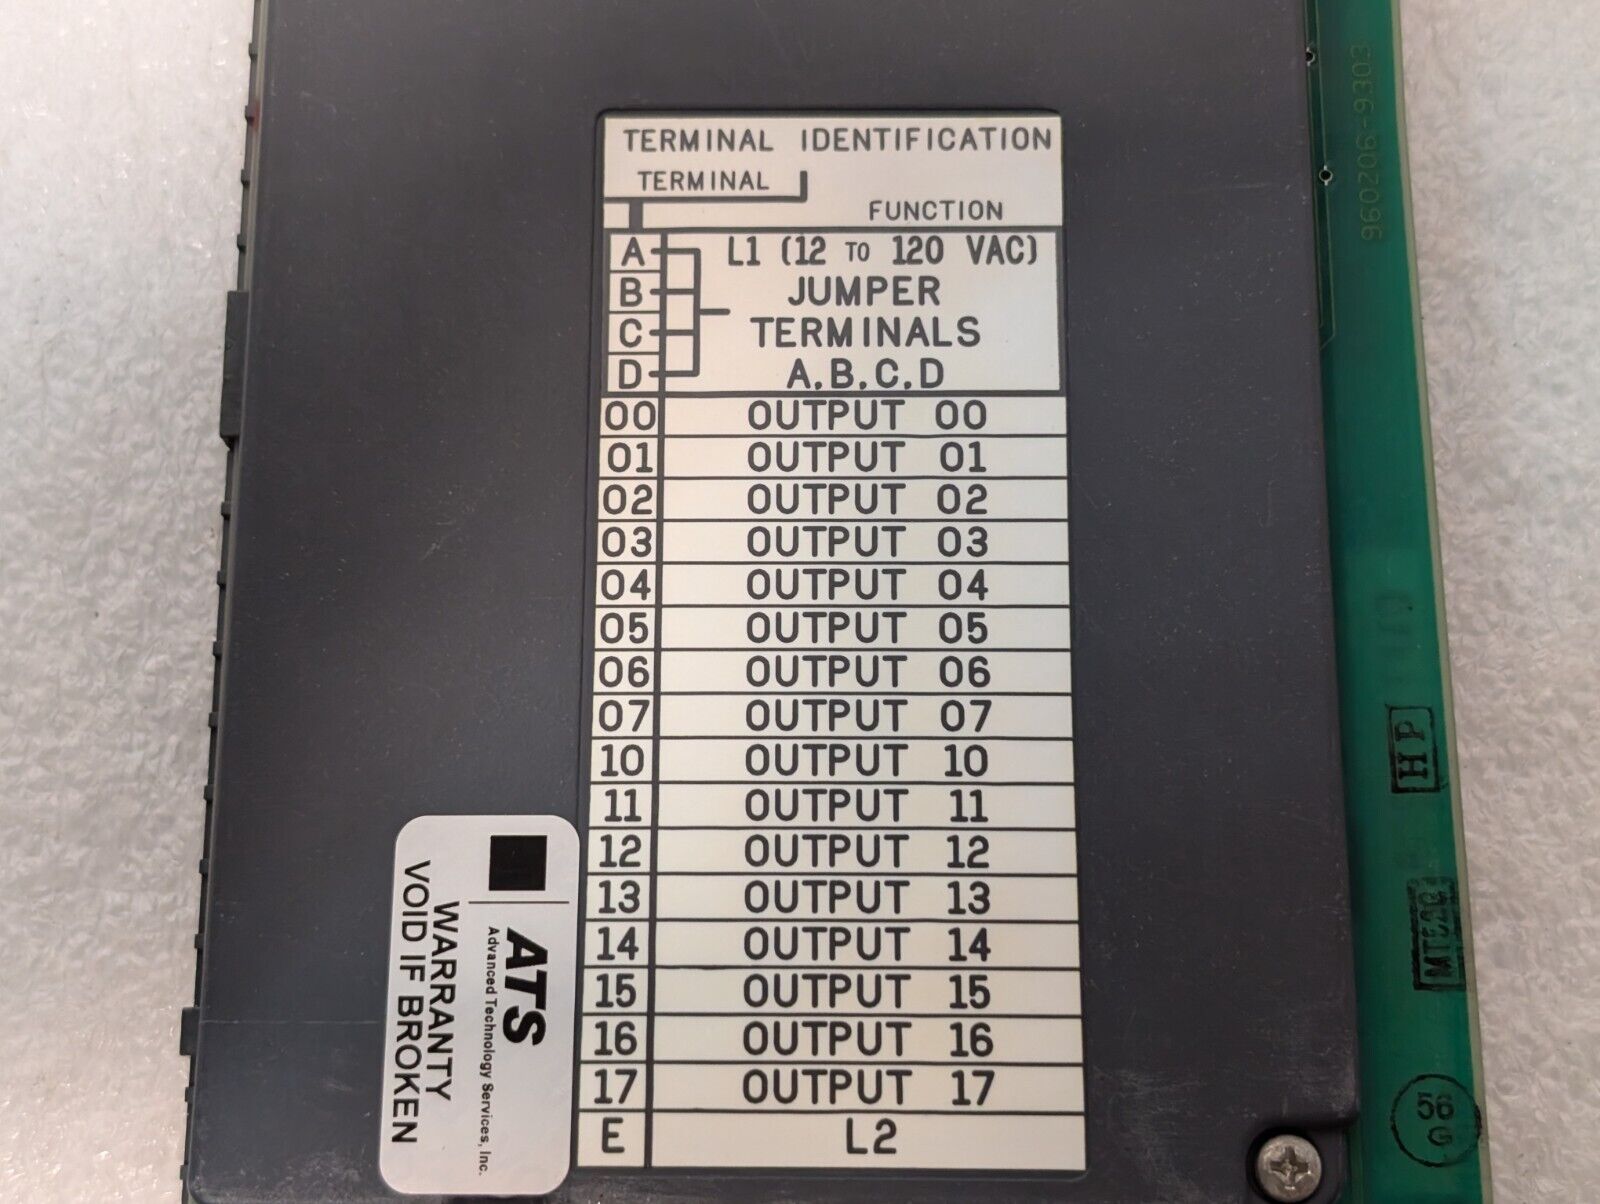 TERMINAL IDENTIFICATION
TERMINAL
FUNCTION
A L1 (12 TO 120 VAC)
B JUMPER
C TERMINALS
D A,B,C,D
00 OUTPUT 00
01 OUTPUT 01
02 OUTPUT 02
03 OUTPUT 03
04 OUTPUT 04
05 OUTPUT 05
06 OUTPUT 06
07 OUTPUT 07
10 OUTPUT 10
11 OUTPUT 11
12 OUTPUT 12
13 OUTPUT 13
14 OUTPUT 14
15 OUTPUT 15
16 OUTPUT 16
17 OUTPUT 17
E L2
ATS
Advanced Technology Services, Inc.
WARRANTY
VOID IF BROKEN
960206-9303
HP
56